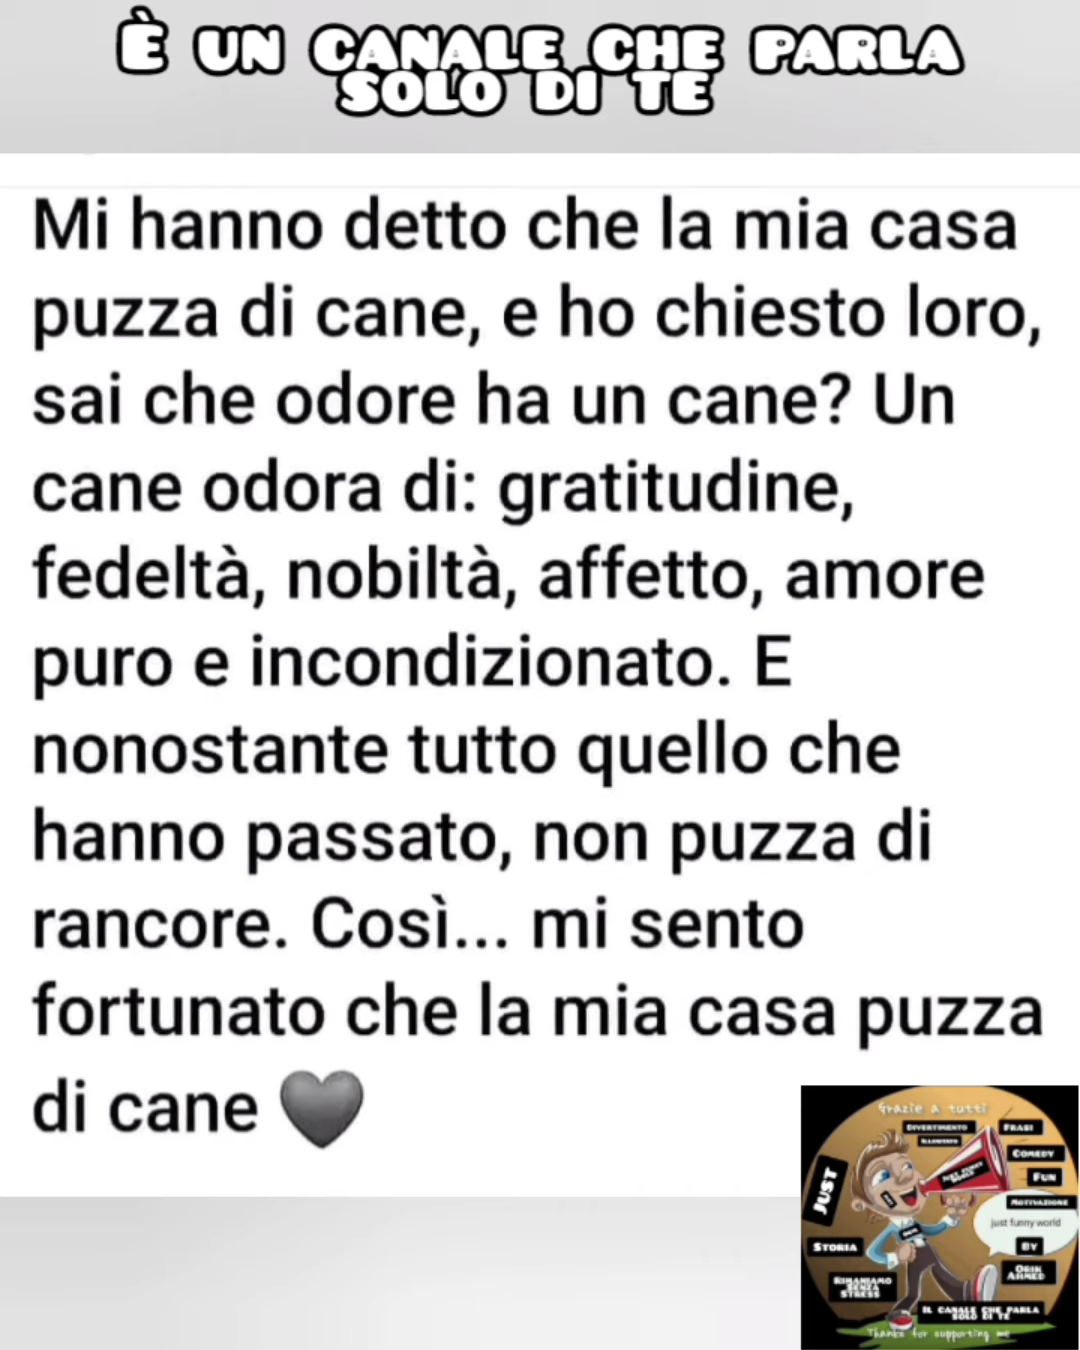 È UN CANALE CHE PARLA
SOLO DI TE
Mi hanno detto che la mia casa
puzza di cane, e ho chiesto loro,
sai che odore ha un cane? Un
cane odora di: gratitudine,
fedeltà, nobiltà, affetto, amore
puro e incondizionato. E
nonostante tutto quello che
hanno passato, non puzza di
rancore. Così... mi sento
fortunato che la mia casa puzza
di cane 🖤
Grazie a tutti
DIVERTIMENTO
FRASI
COMEDY
FUN
JUST
MOTIVAZIONE
just funny world
STORIA
BY
ORIK
AHMED
RIMANIAMO
SENZA
STRESS
IL CANALE CHE PARLA
SOLO DI TE
Thanks for supporting me